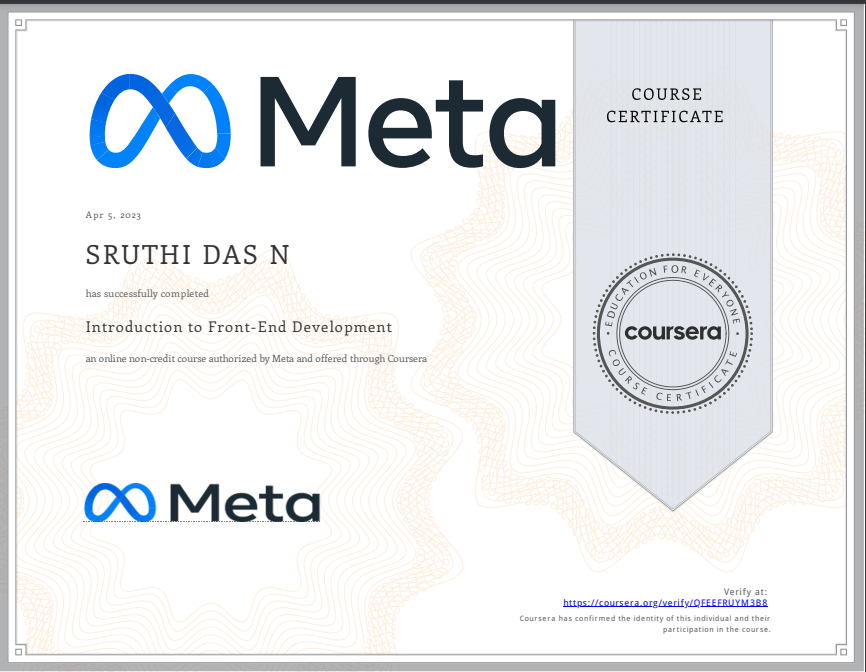 Meta
COURSE
CERTIFICATE
Apr 5, 2023
SRUTHI DAS N
has successfully completed
Introduction to Front-End Development
an online non-credit course authorized by Meta and offered through Coursera
EDUCATION FOR EVERYONE
coursera
COURSE CERTIFICATE
Meta
Verify at:
https://coursera.org/verify/QFEEFRUYM3B8
Coursera has confirmed the identity of this individual and their
participation in the course.